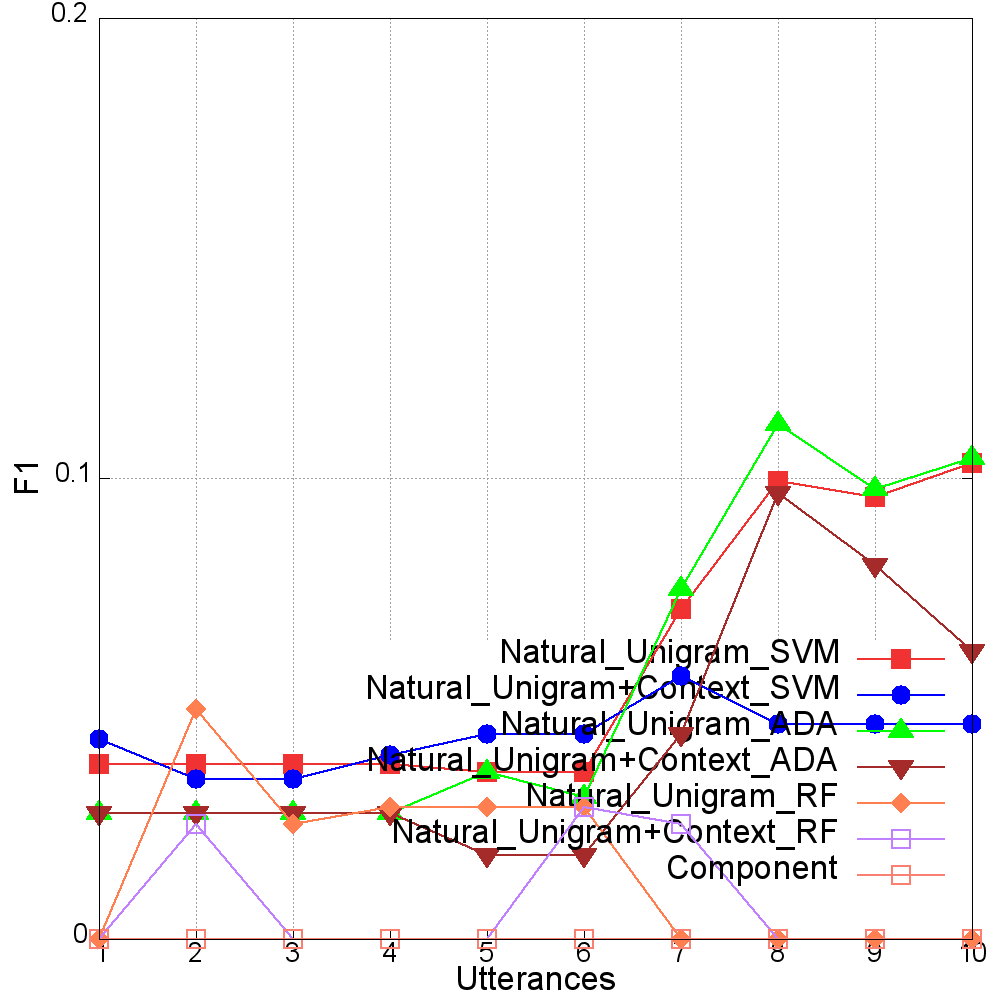 0.2
0.1
0
F1
Natural_Unigram_SVM
Natural_Unigram+Context_SVM
Natural_Unigram_ADA
Natural_Unigram+Context_ADA
Natural_Unigram_RF
Natural_Unigram+Context_RF
Component
1 2 3 4 5 6 7 8 9 10
Utterances